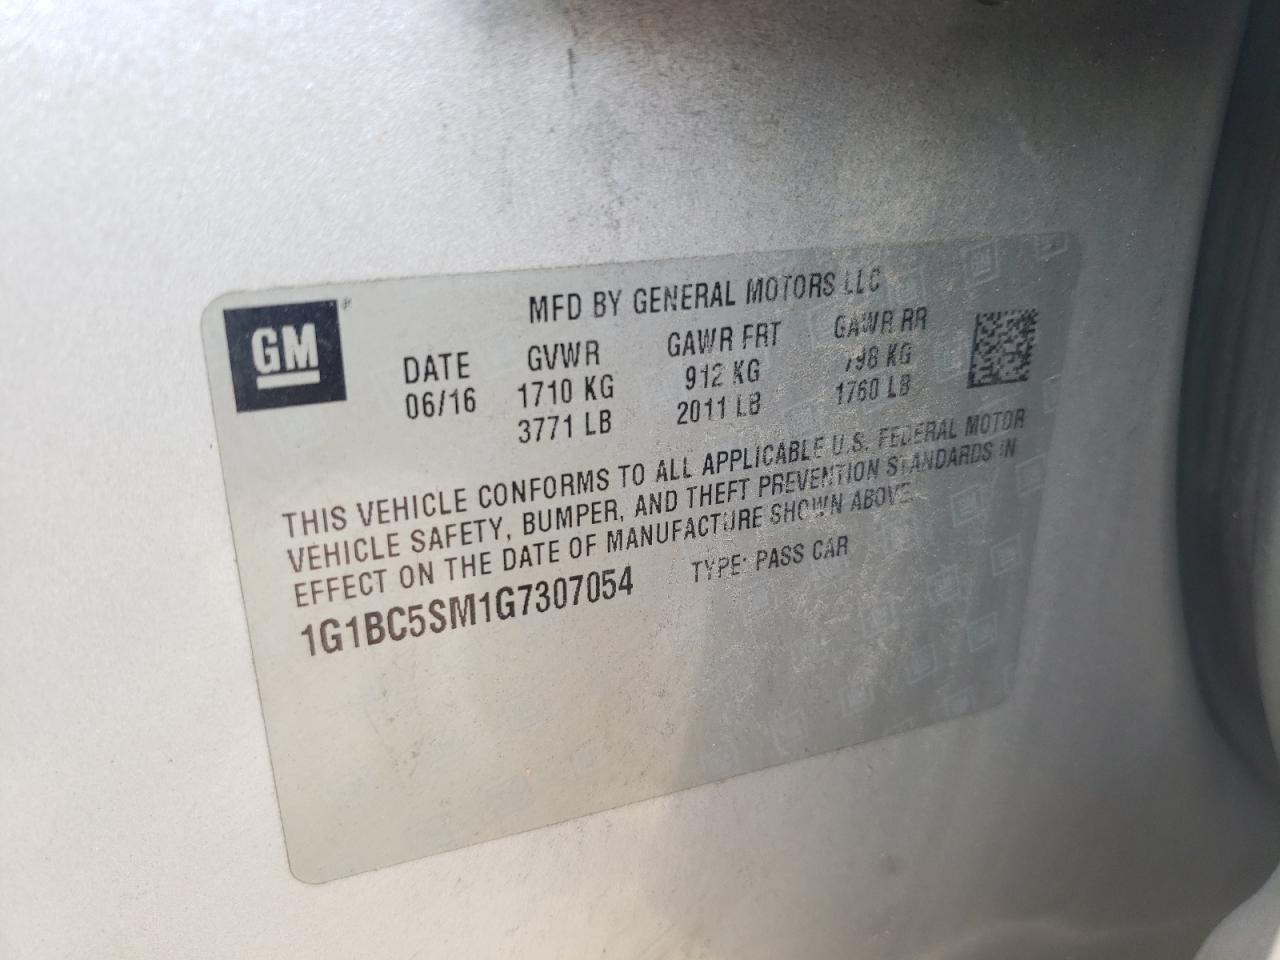 GM
MFD BY GENERAL MOTORS LLC
DATE GVWR GAWR FRT GAWR RR
06/16 1710 KG 912 KG 798 KG
3771 LB 2011 LB 1760 LB
THIS VEHICLE CONFORMS TO ALL APPLICABLE U.S. FEDERAL MOTOR
VEHICLE SAFETY, BUMPER, AND THEFT PREVENTION STANDARDS IN
EFFECT ON THE DATE OF MANUFACTURE SHOWN ABOVE.
1G1BC5SM1G7307054 TYPE: PASS CAR